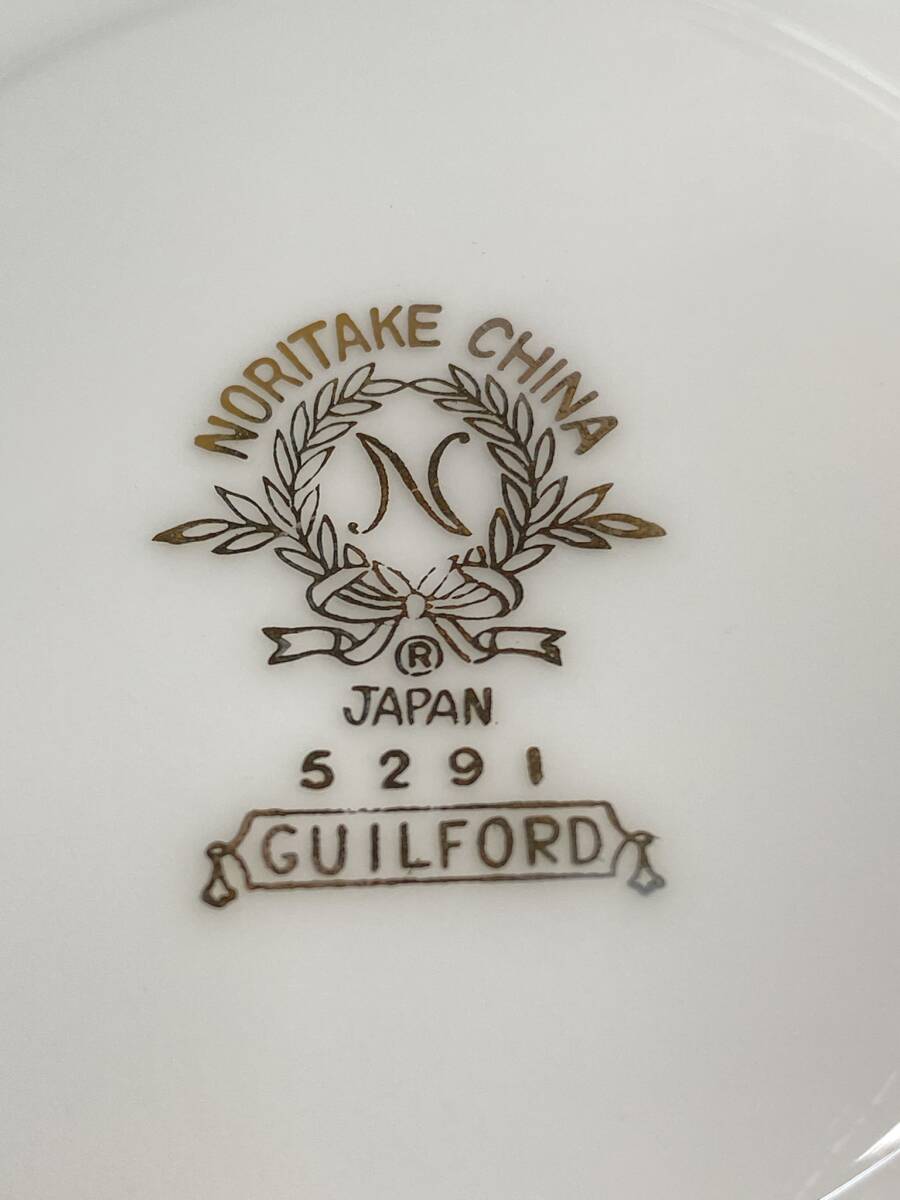 NORITAKE CHINA
N
®
JAPAN
5291
GUILFORD